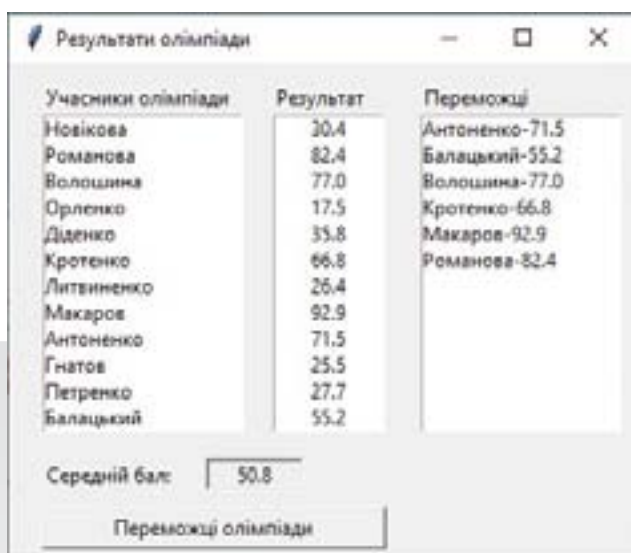 Результати олімпіади
Учасники олімпіади Результат Переможці
Новікова 30.4 Антоненко-71.5
Романова 82.4 Балацький-55.2
Волошина 77.0 Волошина-77.0
Орленко 17.5 Кротенко-66.8
Діденко 35.8 Макаров-92.9
Кротенко 66.8 Романова-82.4
Литвиненко 26.4
Макаров 92.9
Антоненко 71.5
Гнатов 25.5
Петренко 27.7
Балацький 55.2
Середній бал: 50.8
Переможці олімпіади